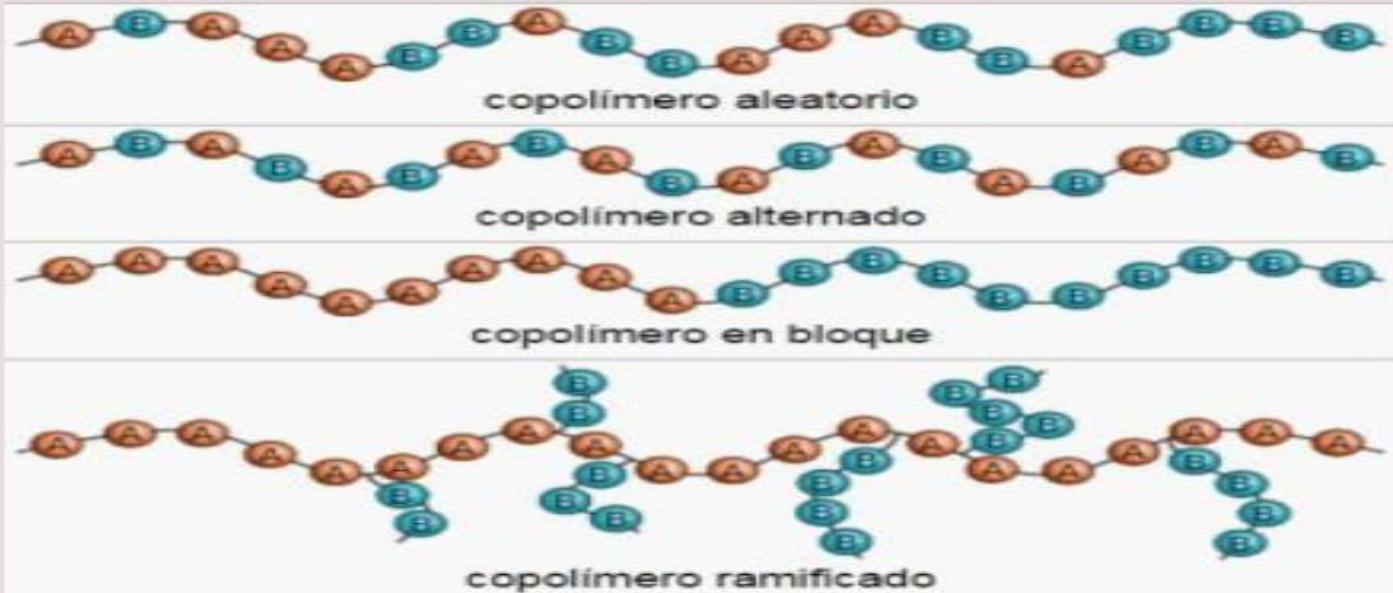 A B A A A B B A B B A A A B B A B B B B
copolímero aleatorio
A B A B A B A B A B A B A B A B A B A B
copolímero alternado
A A A A A A A A A A B B B B B B B B B B
copolímero en bloque
B B
B B B B B
A A A A A A A A A A A A A A A A A A A A
B B
B B B
B B B B
B B B B
copolímero ramificado